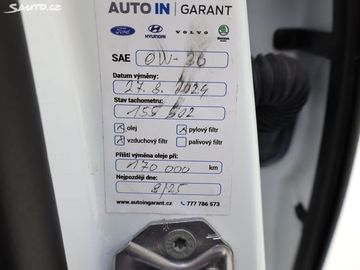 Sauto.cz
AUTO IN GARANT
Ford HYUNDAI VOLVO ŠKODA
SAE 0W-30
Datum výměny:
27. 8. 2024
Stav tachometru:
155 502
olej pylový filtr
vzduchový filtr palivový filtr
Příští výměna oleje při:
170 000 km
Nejpozději dne:
8/25
www.autoingarant.cz 777 786 573